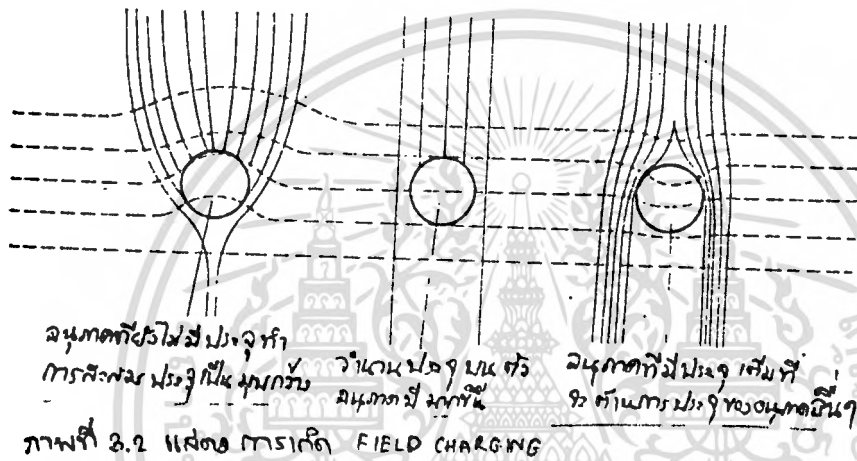 อนุภาคที่ยังไม่มีประจุทำ
การสะสมประจุเป็นมุมกว้าง
จำนวนประจุบนตัว
อนุภาคมีมากขึ้น
อนุภาคที่มีประจุเต็มที่
จะต้านการประจุของอนุภาคอื่นๆ
ภาพที่ 3.2 แสดงการเกิด FIELD CHARGING